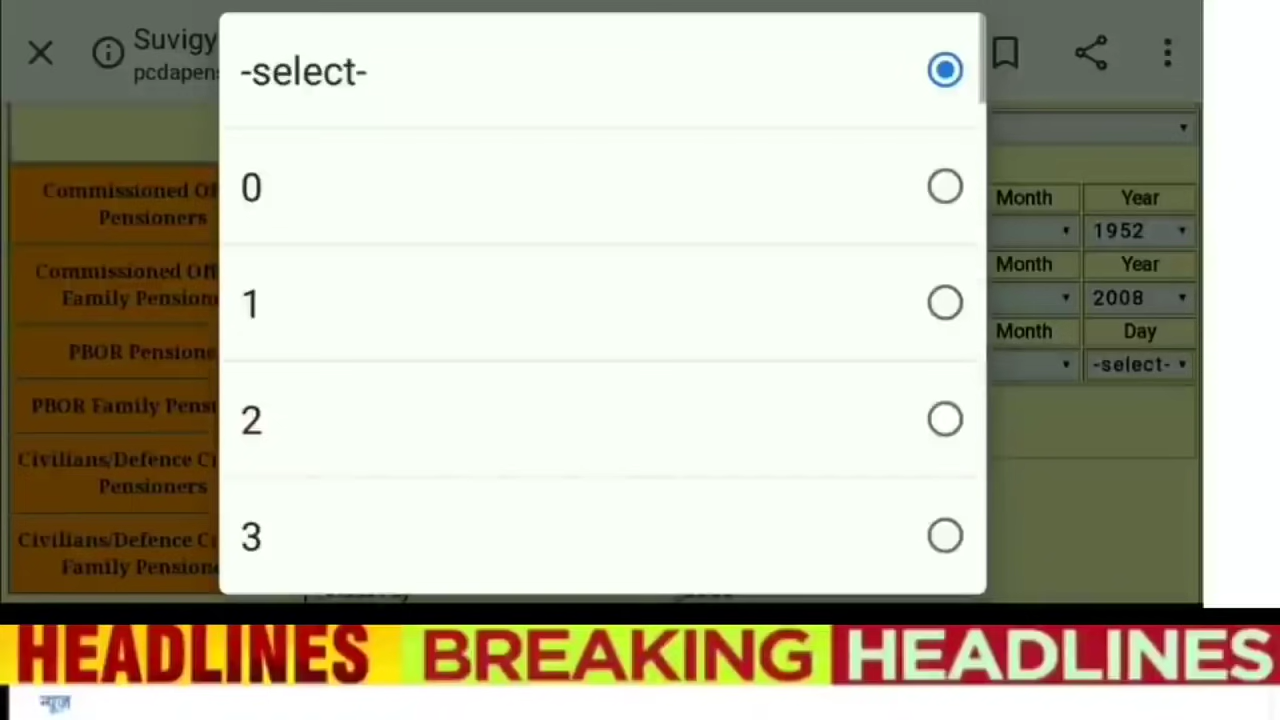 Suvigy
pcdapen
-select-
0
1
2
3
Commissioned Of
Pensioners
Commissioned Off
Family Pension
PBOR Pensione
PBOR Family Pens
Civilians/Defence C
Pensioners
Civilians/Defence C
Family Pension
Month Year
1952
Month Year
2008
Month Day
-select-
HEADLINES BREAKING HEADLINES
न्यूज़